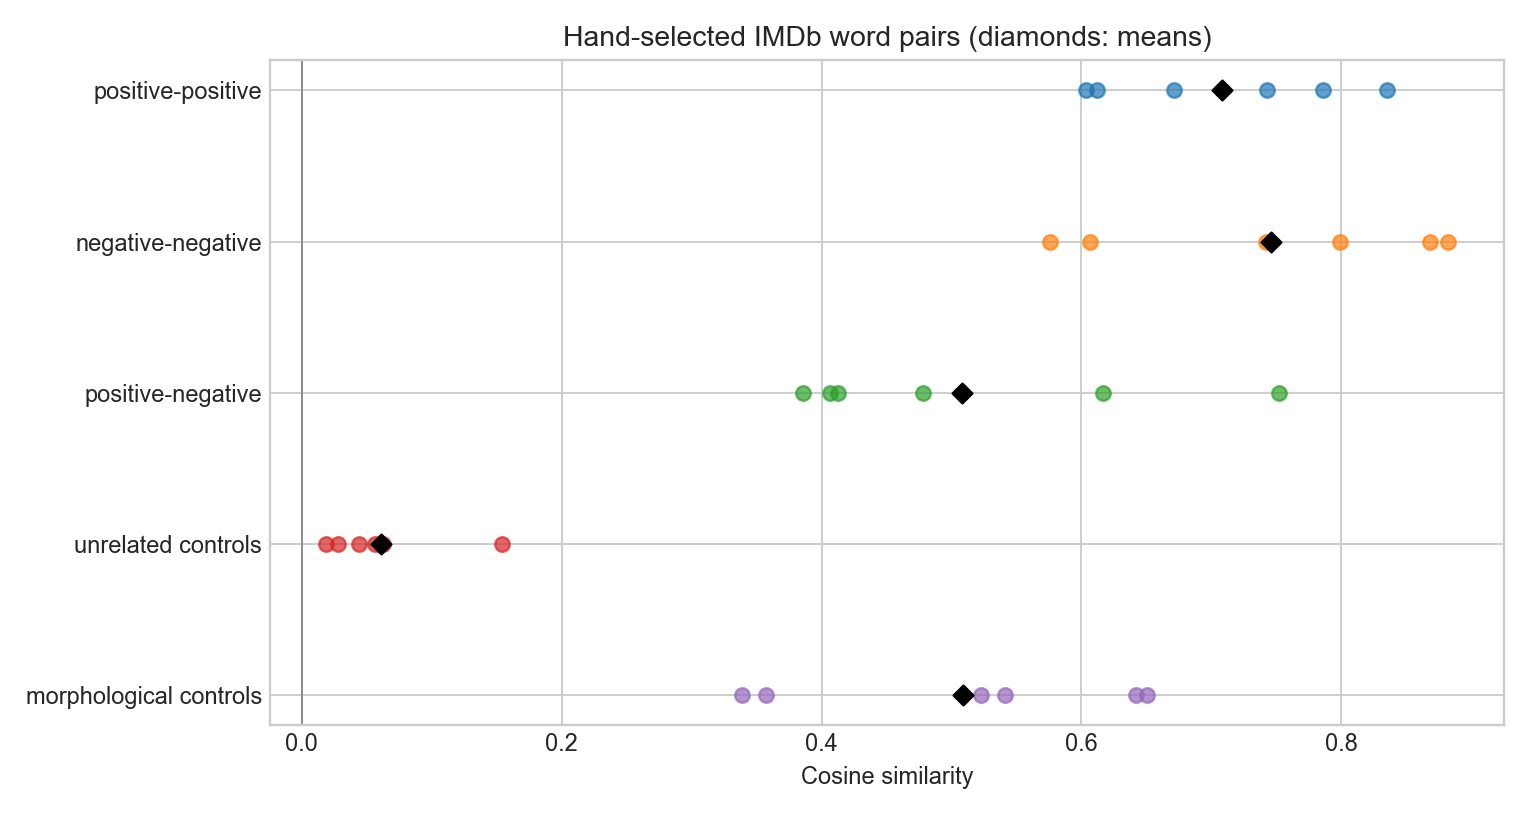 Hand-selected IMDb word pairs (diamonds: means)
positive-positive
negative-negative
positive-negative
unrelated controls
morphological controls
0.0 0.2 0.4 0.6 0.8
Cosine similarity